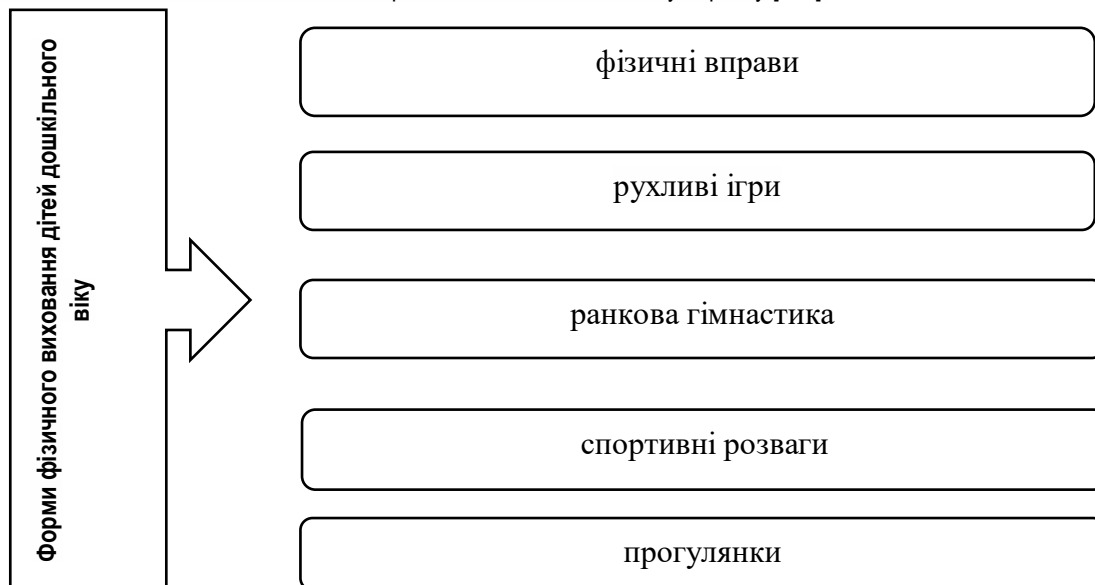 Форми фізичного виховання дітей дошкільного
віку
фізичні вправи
рухливі ігри
ранкова гімнастика
спортивні розваги
прогулянки